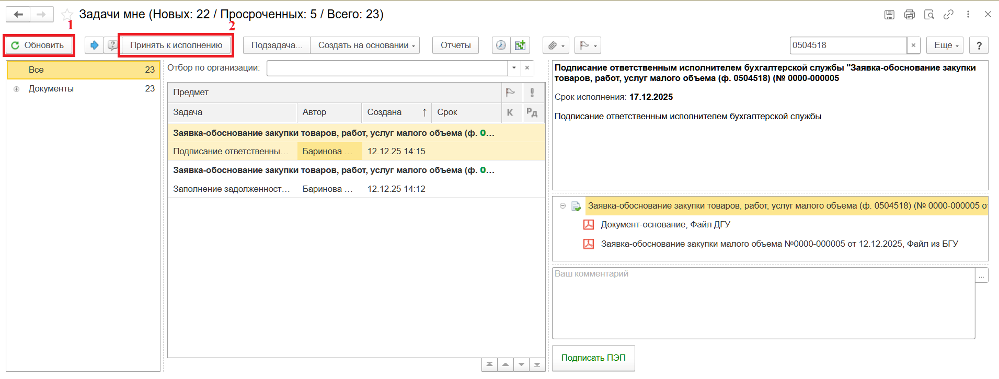 Задачи мне (Новых: 22 / Просроченных: 5 / Всего: 23)
1
2
Обновить
Принять к исполнению
Подзадача...
Создать на основании
Отчеты
0504518
×
Еще
?
Все 23
Документы 23
Отбор по организации:
×
Предмет
Задача Автор Создана ↑ Срок К Рд
Заявка-обоснование закупки товаров, работ, услуг малого объема (ф. 0…
Подписание ответственны… Баринова … 12.12.25 14:15
Заявка-обоснование закупки товаров, работ, услуг малого объема (ф. 0…
Заполнение задолженност… Баринова … 12.12.25 14:12
Подписание ответственным исполнителем бухгалтерской службы "Заявка-обоснование закупки
товаров, работ, услуг малого объема (ф. 0504518) (№ 0000-000005
Срок исполнения: 17.12.2025
Подписание ответственным исполнителем бухгалтерской службы
Заявка-обоснование закупки товаров, работ, услуг малого объема (ф. 0504518) (№ 0000-000005 от
Документ-основание, Файл ДГУ
Заявка-обоснование закупки малого объема №0000-000005 от 12.12.2025, Файл из БГУ
Ваш комментарий
...
Подписать ПЭП